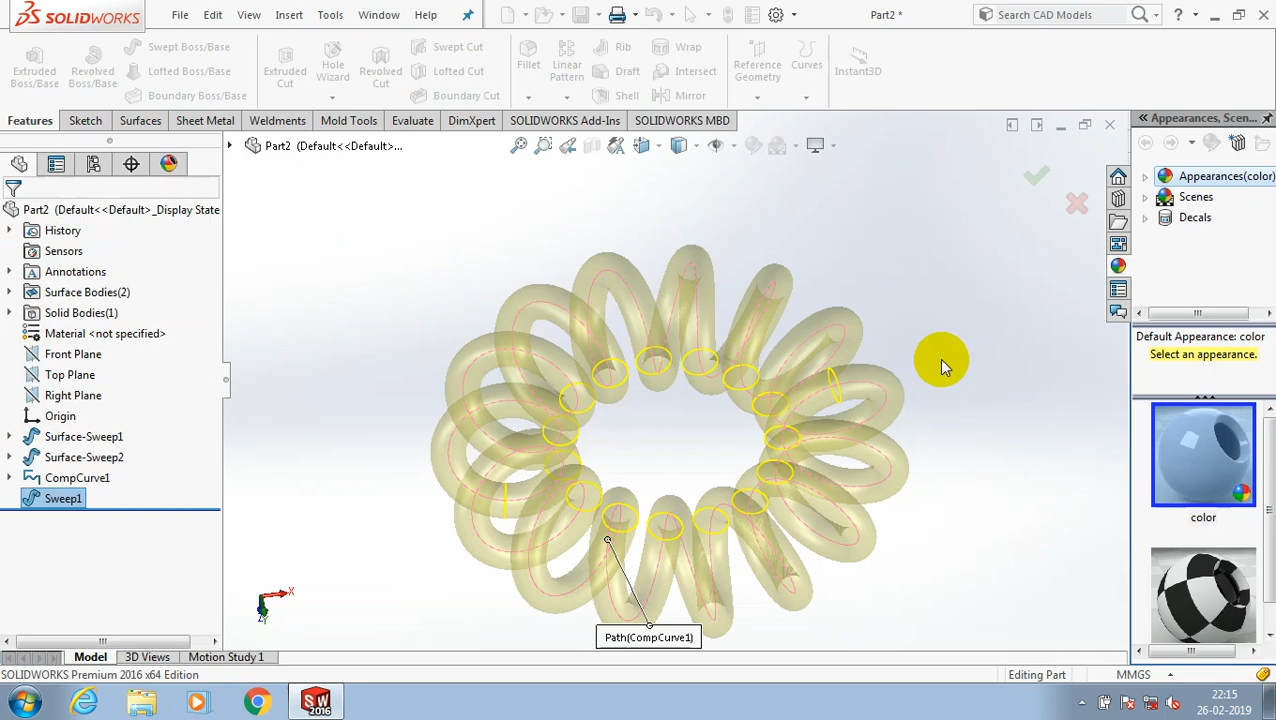 SOLIDWORKS File Edit View Insert Tools Window Help Part2 * Search CAD Models ?
Extruded Boss/Base Revolved Boss/Base Swept Boss/Base Lofted Boss/Base Boundary Boss/Base Extruded Cut Hole Wizard Revolved Cut Swept Cut Lofted Cut Boundary Cut Fillet Linear Pattern Rib Draft Shell Wrap Intersect Mirror Reference Geometry Curves Instant3D
Features Sketch Surfaces Sheet Metal Weldments Mold Tools Evaluate DimXpert SOLIDWORKS Add-Ins SOLIDWORKS MBD
Part2 (Default<<Default>...
Part2 (Default<<Default>_Display State
History
Sensors
Annotations
Surface Bodies(2)
Solid Bodies(1)
Material <not specified>
Front Plane
Top Plane
Right Plane
Origin
Surface-Sweep1
Surface-Sweep2
CompCurve1
Sweep1
Path(CompCurve1)
X
Appearances, Scen...
Appearances(color)
Scenes
Decals
Default Appearance: color
Select an appearance.
color
Model 3D Views Motion Study 1
SOLIDWORKS Premium 2016 x64 Edition Editing Part MMGS
SW 2016
22:15
26-02-2019